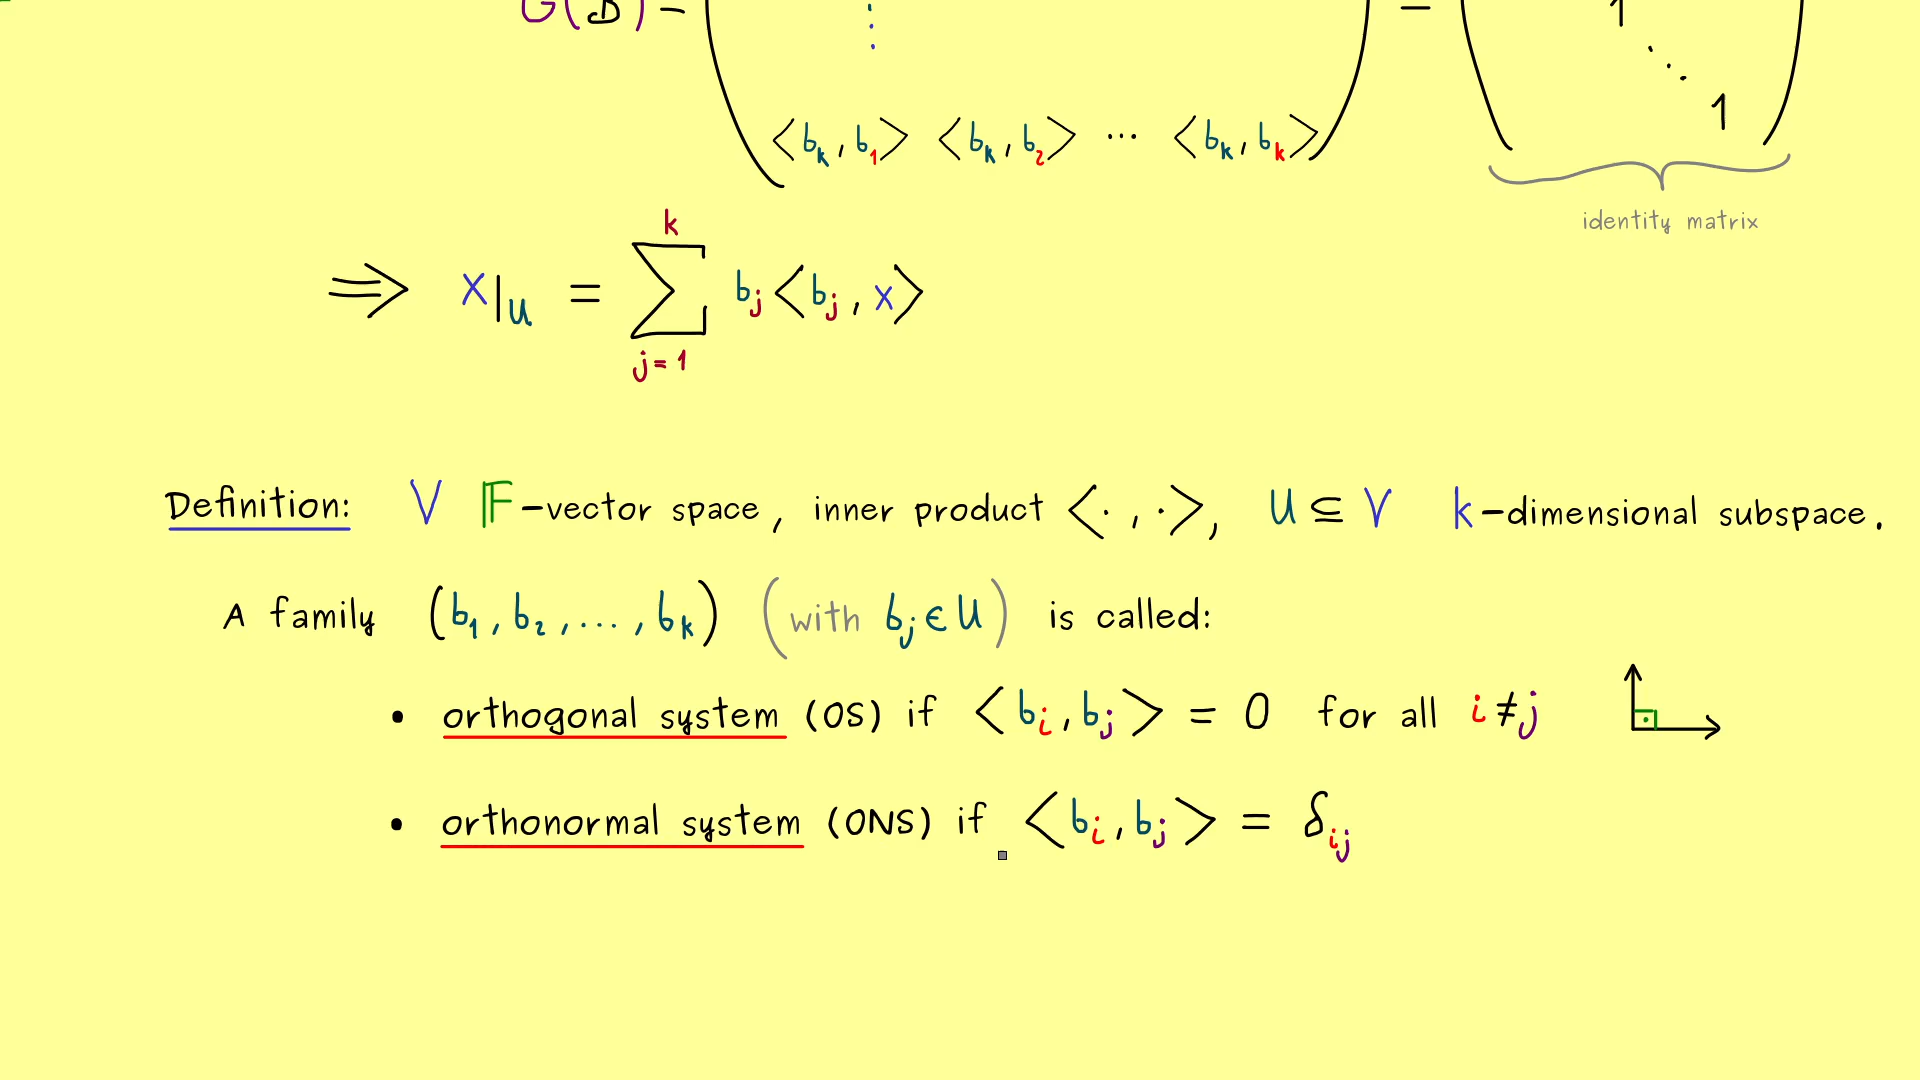 G(B) = ⋮ = 1
⋱
⟨b_k, b_1⟩ ⟨b_k, b_2⟩ ⋯ ⟨b_k, b_k⟩ 1
identity matrix
⟹ x|_U = ∑_{j=1}^{k} b_j ⟨b_j, x⟩
Definition: V 𝔽-vector space, inner product ⟨·,·⟩, U ⊆ V k-dimensional subspace.
A family (b_1, b_2, ..., b_k) (with b_j ∈ U) is called:
• orthogonal system (OS) if ⟨b_i, b_j⟩ = 0 for all i ≠ j
• orthonormal system (ONS) if ⟨b_i, b_j⟩ = δ_{ij}